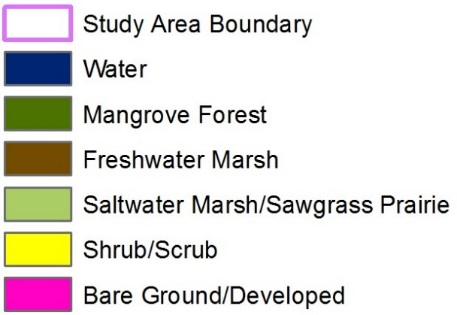 Study Area Boundary
Water
Mangrove Forest
Freshwater Marsh
Saltwater Marsh/Sawgrass Prairie
Shrub/Scrub
Bare Ground/Developed